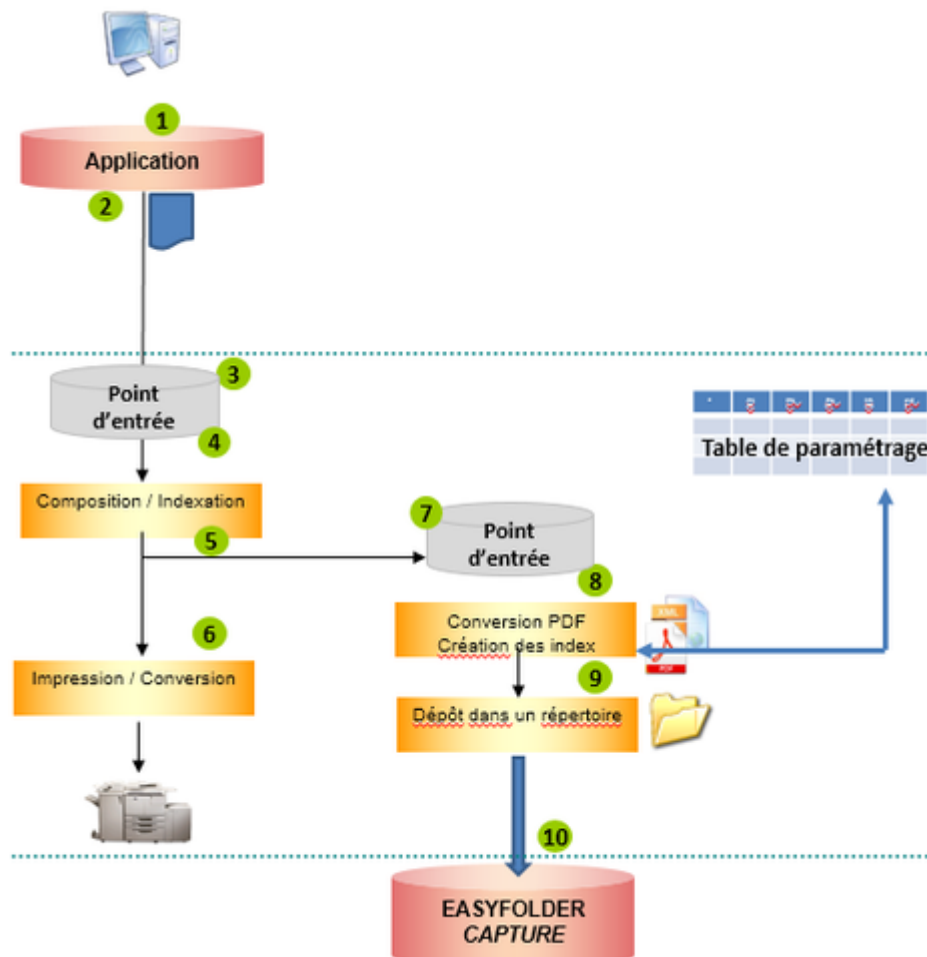 1
Application
2
3
Point
d'entrée
4
Table de paramétrage
Composition / Indexation
5
7
Point
d'entrée
8
6
XML
PDF
Conversion PDF
Création des index
Impression / Conversion
9
Dépôt dans un répertoire
10
EASYFOLDER
CAPTURE